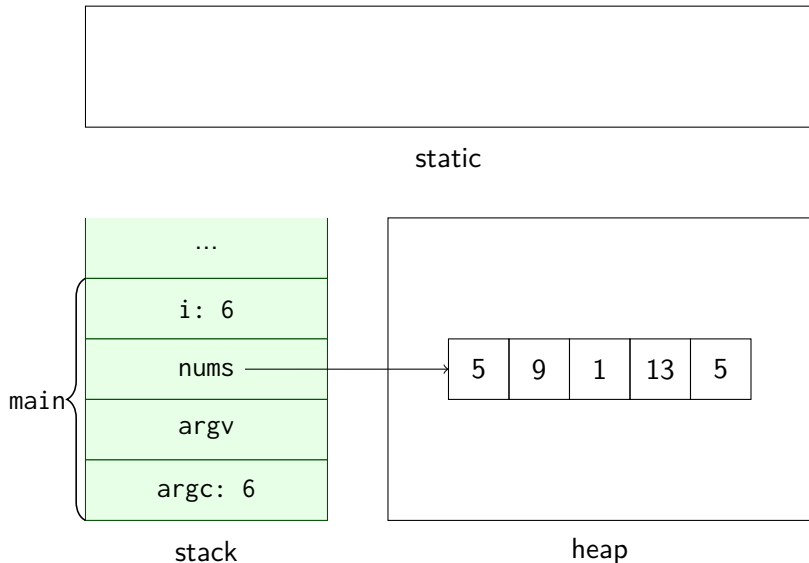 static
...
i: 6
nums
5 9 1 13 5
main
argv
argc: 6
stack
heap